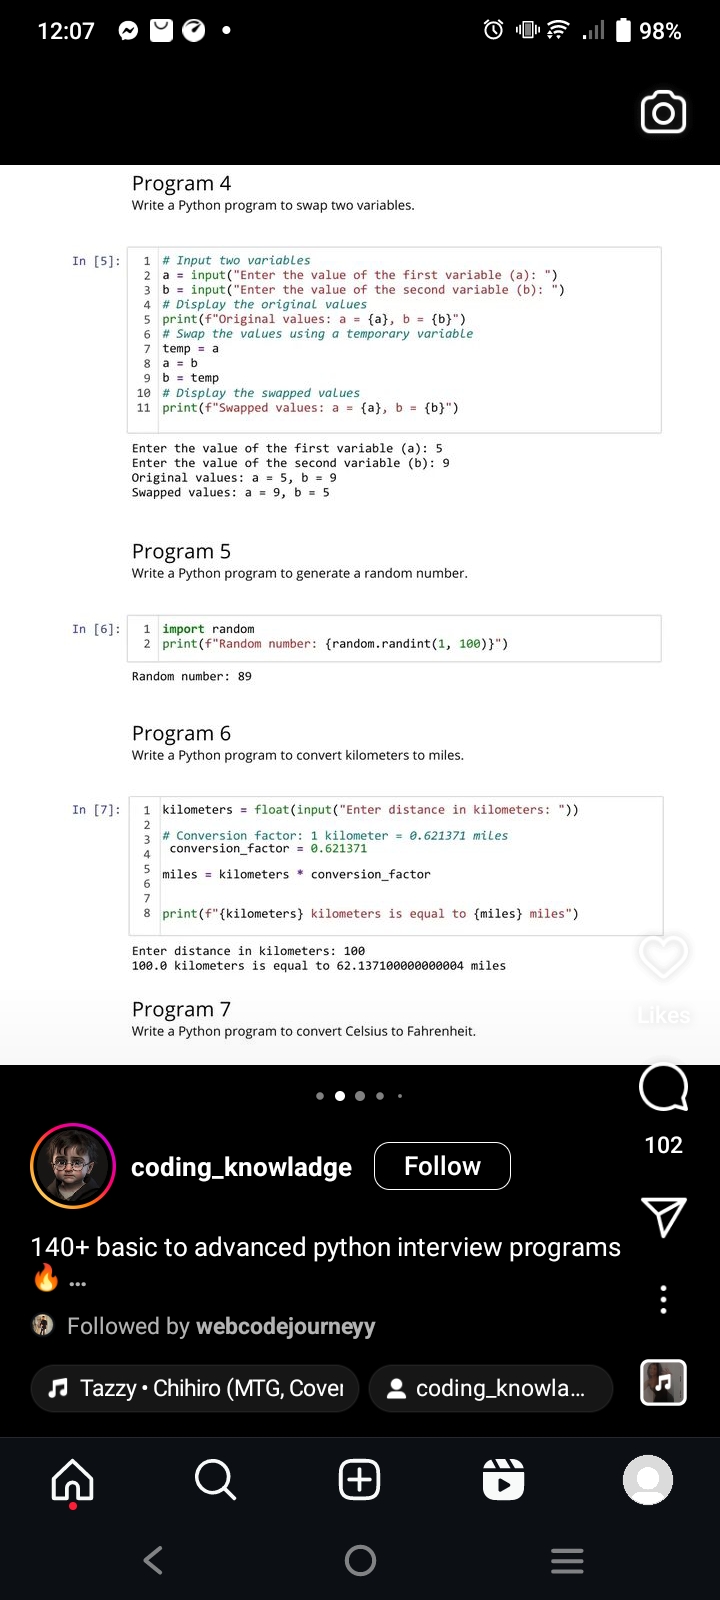 12:07
98%
Program 4
Write a Python program to swap two variables.
In [5]:
1 # Input two variables
2 a = input("Enter the value of the first variable (a): ")
3 b = input("Enter the value of the second variable (b): ")
4 # Display the original values
5 print(f"Original values: a = {a}, b = {b}")
6 # Swap the values using a temporary variable
7 temp = a
8 a = b
9 b = temp
10 # Display the swapped values
11 print(f"Swapped values: a = {a}, b = {b}")
Enter the value of the first variable (a): 5
Enter the value of the second variable (b): 9
Original values: a = 5, b = 9
Swapped values: a = 9, b = 5
Program 5
Write a Python program to generate a random number.
In [6]:
1 import random
2 print(f"Random number: {random.randint(1, 100)}")
Random number: 89
Program 6
Write a Python program to convert kilometers to miles.
In [7]:
1 kilometers = float(input("Enter distance in kilometers: "))
2
3 # Conversion factor: 1 kilometer = 0.621371 miles
4 conversion_factor = 0.621371
5 miles = kilometers * conversion_factor
6
7
8 print(f"{kilometers} kilometers is equal to {miles} miles")
Enter distance in kilometers: 100
100.0 kilometers is equal to 62.137100000000004 miles
Program 7
Write a Python program to convert Celsius to Fahrenheit.
Likes
102
coding_knowladge
Follow
140+ basic to advanced python interview programs
🔥 ...
Followed by webcodejourneyy
Tazzy • Chihiro (MTG, Cover
coding_knowla...